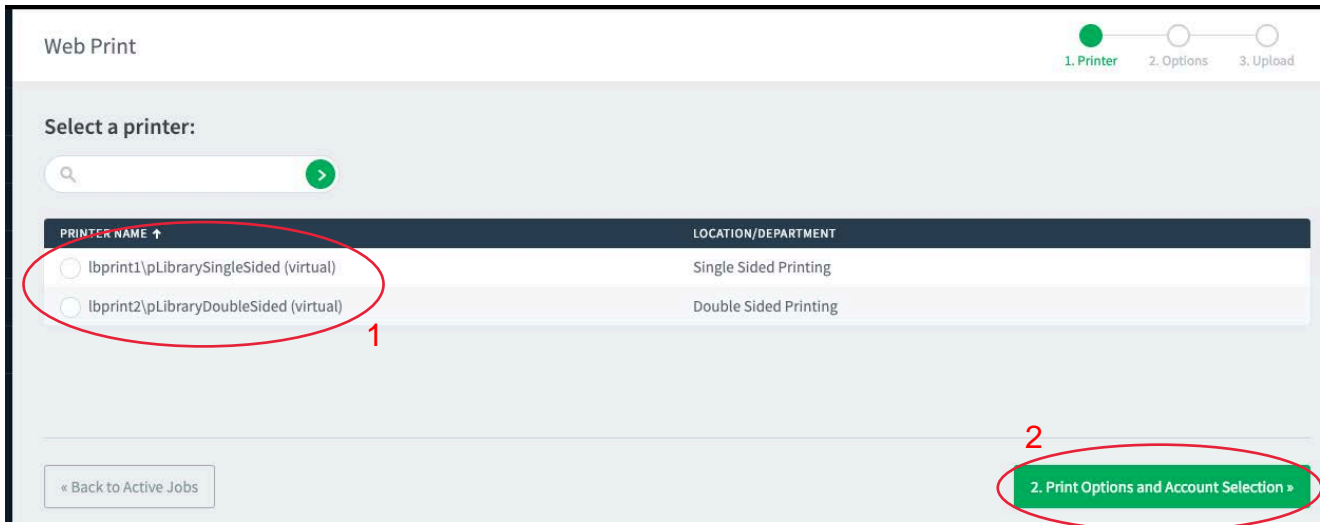 Web Print
1. Printer 2. Options 3. Upload
Select a printer:
PRINTER NAME ↑ LOCATION/DEPARTMENT
lbprint1\pLibrarySingleSided (virtual) Single Sided Printing
lbprint2\pLibraryDoubleSided (virtual) Double Sided Printing
1
2
« Back to Active Jobs 2. Print Options and Account Selection »